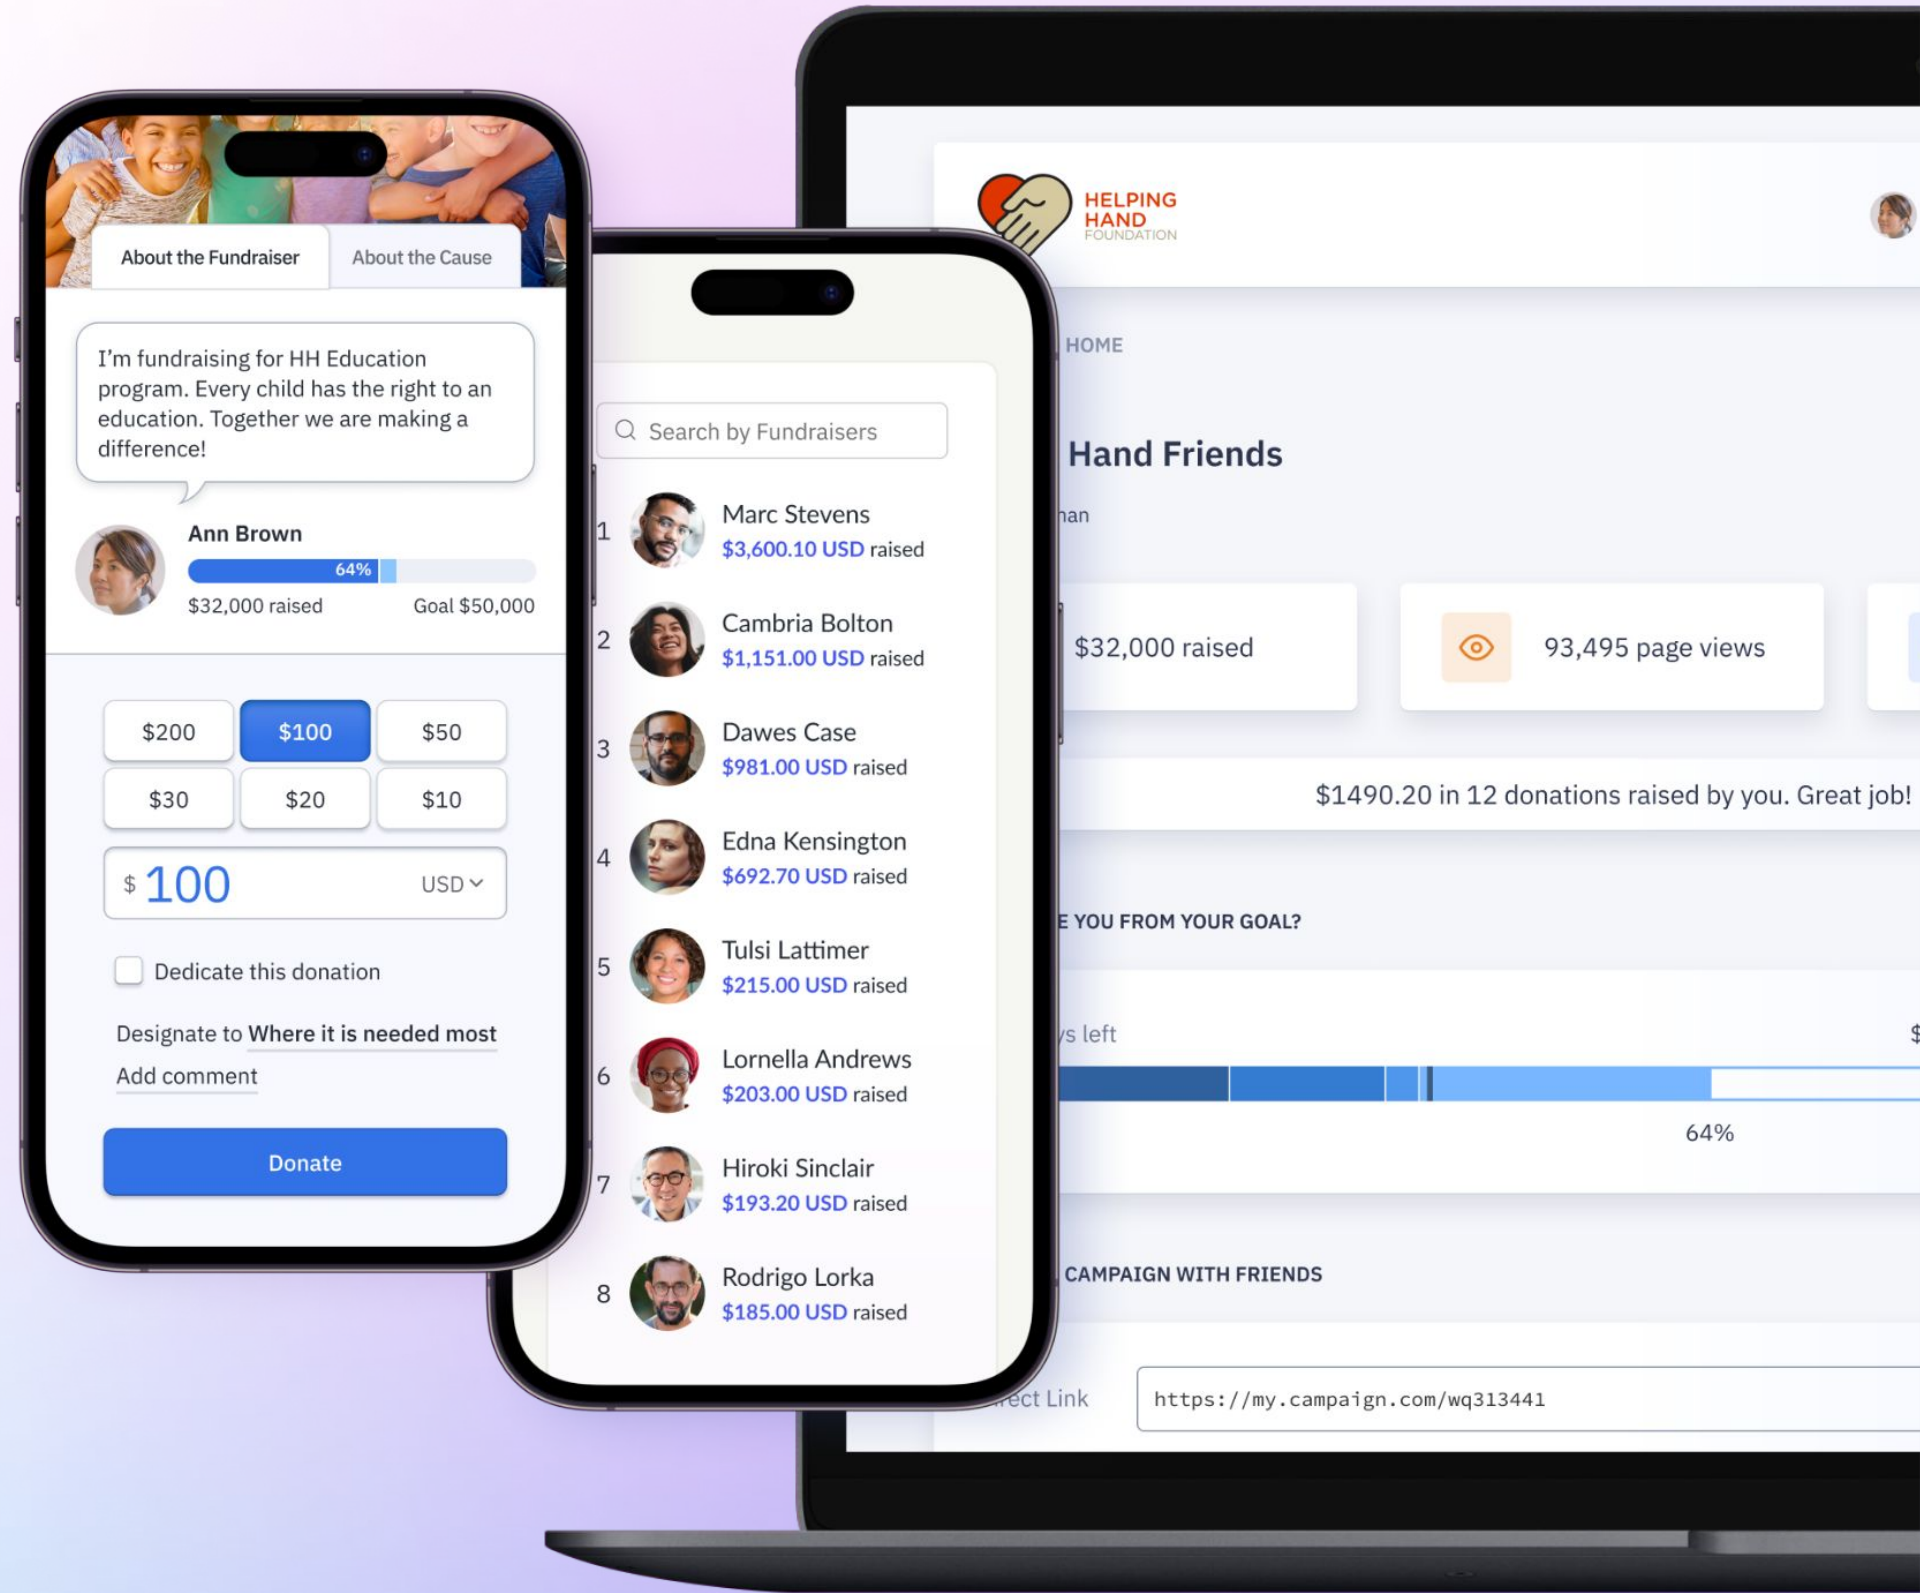 About the Fundraiser
About the Cause
I'm fundraising for HH Education
program. Every child has the right to an
education. Together we are making a
difference!
Ann Brown
64%
$32,000 raised
Goal $50,000
$200
$100
$50
$30
$20
$10
$ 100
USD
Dedicate this donation
Designate to Where it is needed most
Add comment
Donate
Search by Fundraisers
1
Marc Stevens
$3,600.10 USD raised
2
Cambria Bolton
$1,151.00 USD raised
3
Dawes Case
$981.00 USD raised
4
Edna Kensington
$692.70 USD raised
5
Tulsi Lattimer
$215.00 USD raised
6
Lornella Andrews
$203.00 USD raised
7
Hiroki Sinclair
$193.20 USD raised
8
Rodrigo Lorka
$185.00 USD raised
HELPING
HAND
FOUNDATION
HOME
Hand Friends
$32,000 raised
93,495 page views
$1490.20 in 12 donations raised by you. Great job!
YOU FROM YOUR GOAL?
left
$
64%
CAMPAIGN WITH FRIENDS
Link
https://my.campaign.com/wq313441